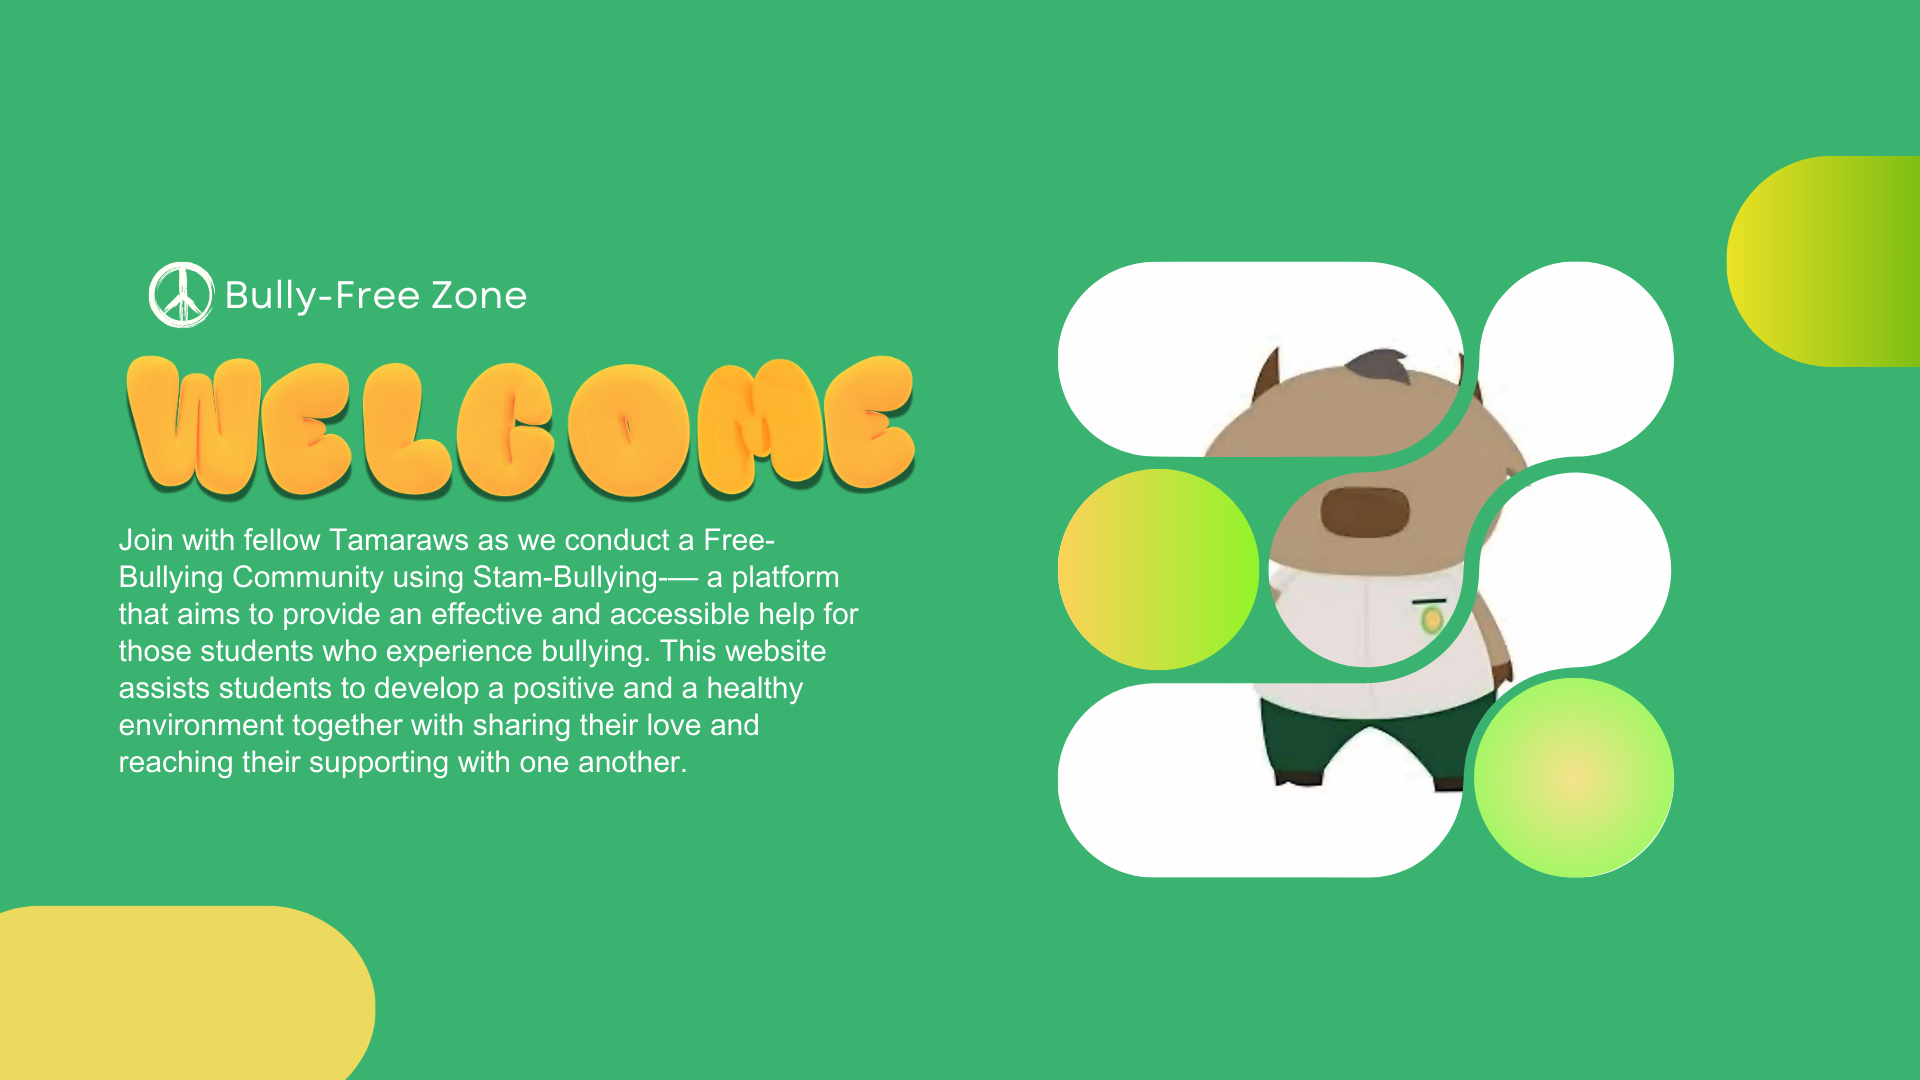 Bully-Free Zone
WELCOME
Join with fellow Tamaraws as we conduct a Free-
Bullying Community using Stam-Bullying-— a platform
that aims to provide an effective and accessible help for
those students who experience bullying. This website
assists students to develop a positive and a healthy
environment together with sharing their love and
reaching their supporting with one another.